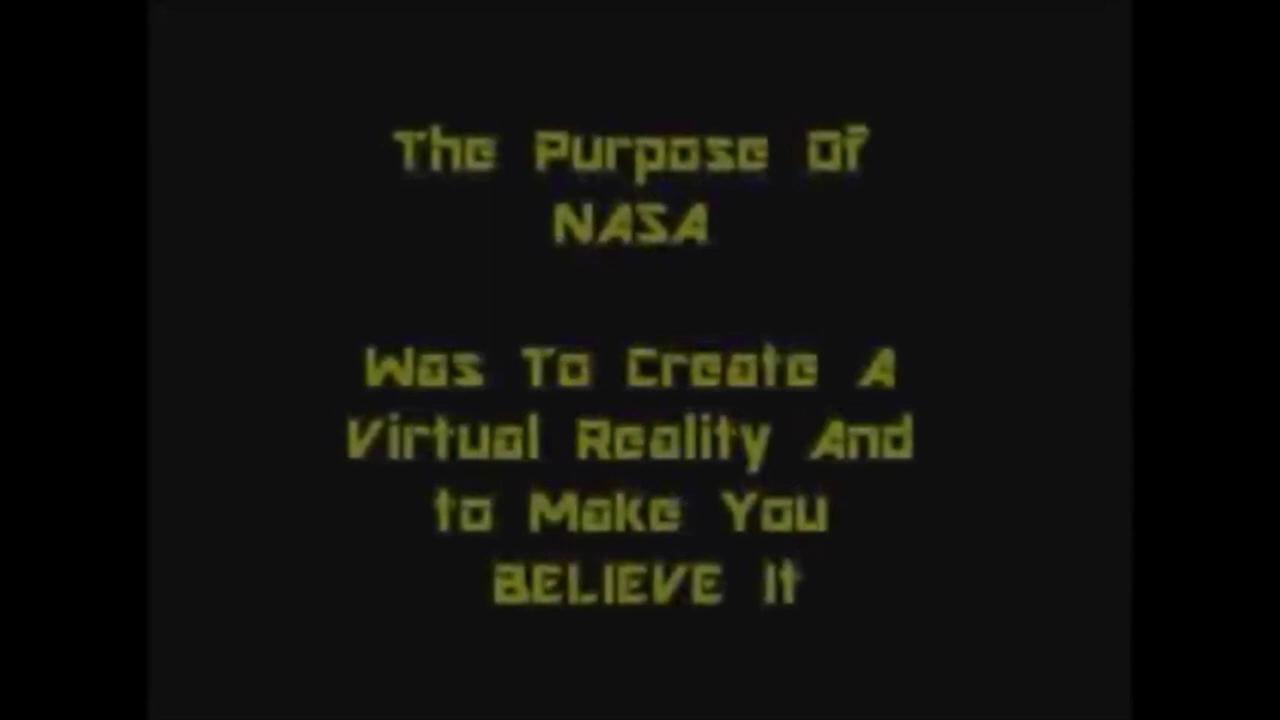 The Purpose Of
NASA
Was To Create A
Virtual Reality And
to Make You
BELIEVE It